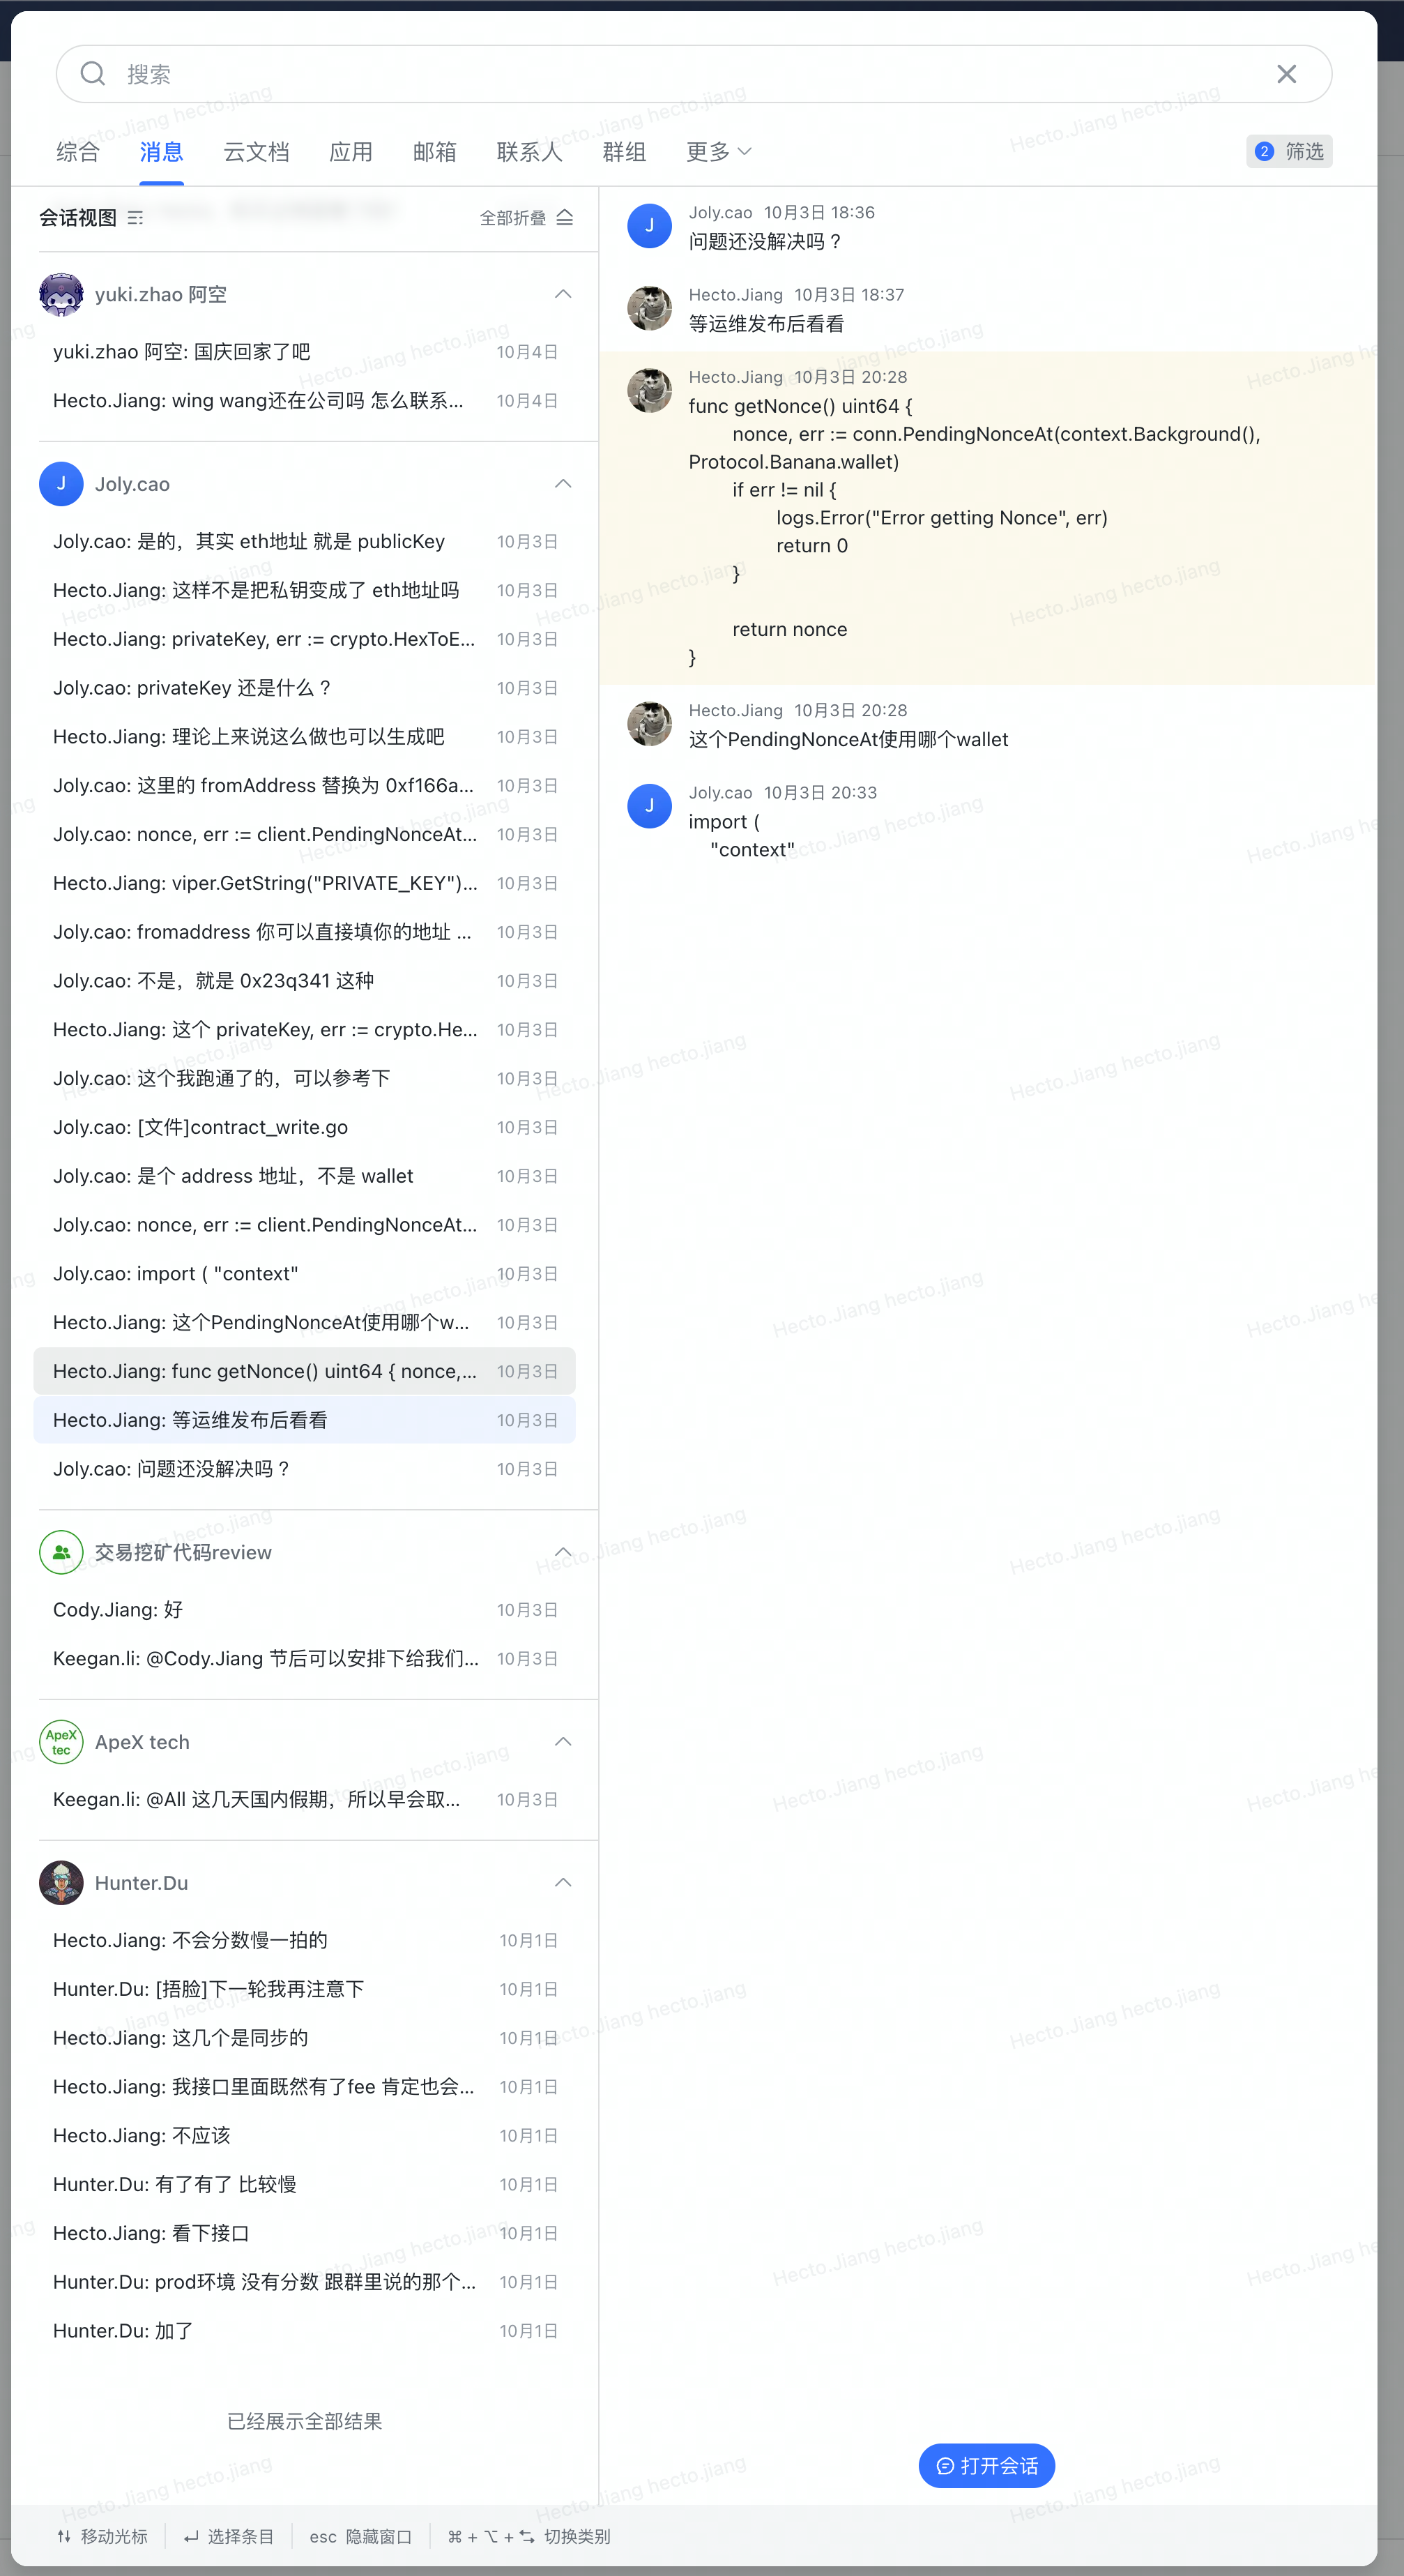 搜索
综合 消息 云文档 应用 邮箱 联系人 群组 更多 2 筛选
会话视图 全部折叠
yuki.zhao 阿空
yuki.zhao 阿空: 国庆回家了吧 10月4日
Hecto.Jiang: wing wang还在公司吗 怎么联系... 10月4日
J Joly.cao
Joly.cao: 是的，其实 eth地址 就是 publicKey 10月3日
Hecto.Jiang: 这样不是把私钥变成了 eth地址吗 10月3日
Hecto.Jiang: privateKey, err := crypto.HexToE... 10月3日
Joly.cao: privateKey 还是什么？ 10月3日
Hecto.Jiang: 理论上来说这么做也可以生成吧 10月3日
Joly.cao: 这里的 fromAddress 替换为 0xf166a... 10月3日
Joly.cao: nonce, err := client.PendingNonceAt... 10月3日
Hecto.Jiang: viper.GetString("PRIVATE_KEY")... 10月3日
Joly.cao: fromaddress 你可以直接填你的地址 ... 10月3日
Joly.cao: 不是，就是 0x23q341 这种 10月3日
Hecto.Jiang: 这个 privateKey, err := crypto.He... 10月3日
Joly.cao: 这个我跑通了的，可以参考下 10月3日
Joly.cao: [文件]contract_write.go 10月3日
Joly.cao: 是个 address 地址，不是 wallet 10月3日
Joly.cao: nonce, err := client.PendingNonceAt... 10月3日
Joly.cao: import ( "context" 10月3日
Hecto.Jiang: 这个PendingNonceAt使用哪个w... 10月3日
Hecto.Jiang: func getNonce() uint64 { nonce,... 10月3日
Hecto.Jiang: 等运维发布后看看 10月3日
Joly.cao: 问题还没解决吗？ 10月3日
交易挖矿代码review
Cody.Jiang: 好 10月3日
Keegan.li: @Cody.Jiang 节后可以安排下给我们... 10月3日
ApeX
tec
ApeX tech
Keegan.li: @All 这几天国内假期，所以早会取... 10月3日
Hunter.Du
Hecto.Jiang: 不会分数慢一拍的 10月1日
Hunter.Du: [捂脸]下一轮我再注意下 10月1日
Hecto.Jiang: 这几个是同步的 10月1日
Hecto.Jiang: 我接口里面既然有了fee 肯定也会... 10月1日
Hecto.Jiang: 不应该 10月1日
Hunter.Du: 有了有了 比较慢 10月1日
Hecto.Jiang: 看下接口 10月1日
Hunter.Du: prod环境 没有分数 跟群里说的那个... 10月1日
Hunter.Du: 加了 10月1日
已经展示全部结果
J Joly.cao 10月3日 18:36
问题还没解决吗？
Hecto.Jiang 10月3日 18:37
等运维发布后看看
Hecto.Jiang 10月3日 20:28
func getNonce() uint64 {
nonce, err := conn.PendingNonceAt(context.Background(),
Protocol.Banana.wallet)
if err != nil {
logs.Error("Error getting Nonce", err)
return 0
}
return nonce
}
Hecto.Jiang 10月3日 20:28
这个PendingNonceAt使用哪个wallet
J Joly.cao 10月3日 20:33
import (
"context"
打开会话
移动光标 选择条目 esc 隐藏窗口 ⌘ + ⌥ + 切换类别
Hecto.Jiang hecto.jiang